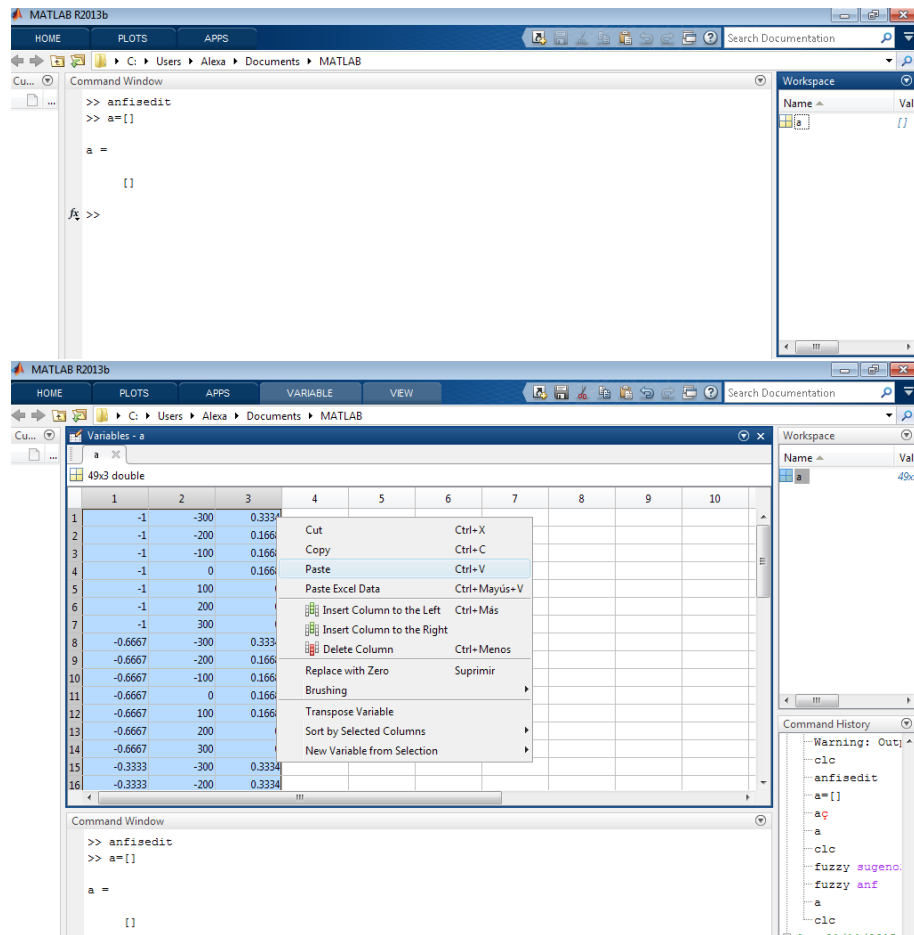 MATLAB R2013b
HOME PLOTS APPS Search Documentation
C: Users Alexa Documents MATLAB
Cu... Command Window Workspace
... >> anfisedit Name Val
>> a=[] a []
a =
[]
fx >>
MATLAB R2013b
HOME PLOTS APPS VARIABLE VIEW Search Documentation
C: Users Alexa Documents MATLAB
Cu... Variables - a Workspace
... a Name Val
49x3 double a 49x
1 2 3 4 5 6 7 8 9 10
1 -1 -300 0.3334
2 -1 -200 0.1668
3 -1 -100 0.1668
4 -1 0 0.1668
5 -1 100
6 -1 200
7 -1 300
8 -0.6667 -300 0.3334
9 -0.6667 -200 0.1668
10 -0.6667 -100 0.1668
11 -0.6667 0 0.1668
12 -0.6667 100 0.1668
13 -0.6667 200
14 -0.6667 300
15 -0.3333 -300 0.3334
16 -0.3333 -200 0.3334
Cut Ctrl+X
Copy Ctrl+C
Paste Ctrl+V
Paste Excel Data Ctrl+Mayús+V
Insert Column to the Left Ctrl+Más
Insert Column to the Right
Delete Column Ctrl+Menos
Replace with Zero Suprimir
Brushing
Transpose Variable
Sort by Selected Columns
New Variable from Selection
Command History
Warning: Outp
clc
anfisedit
a=[]
aç
a
clc
fuzzy sugeno
fuzzy anf
a
clc
Command Window
>> anfisedit
>> a=[]
a =
[]